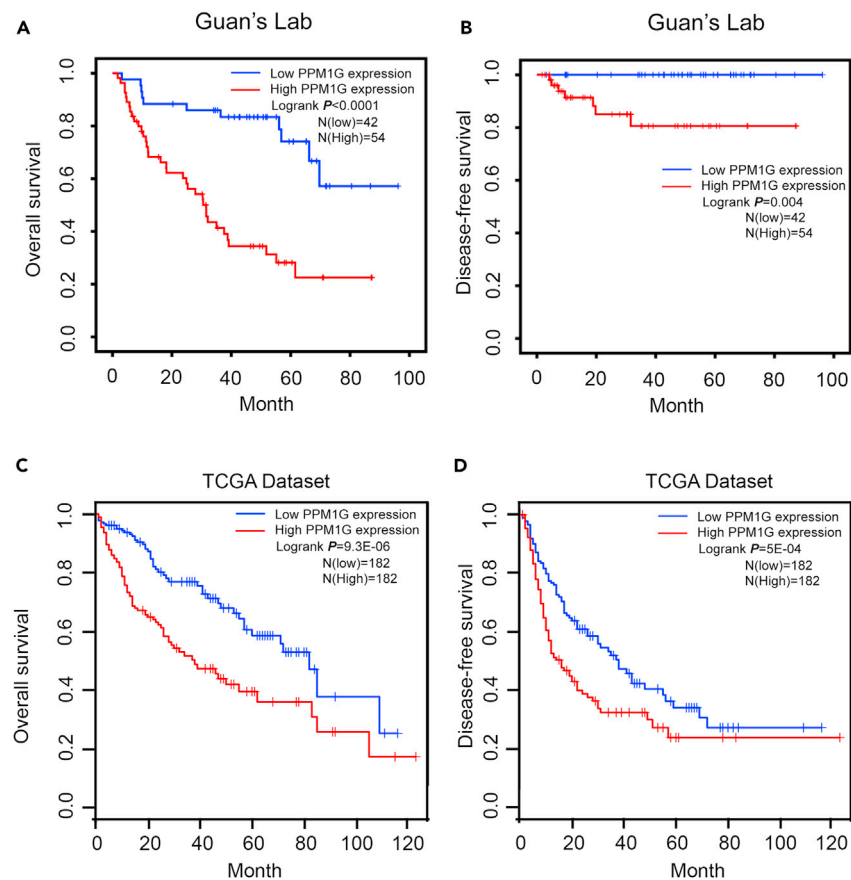 A
Guan's Lab
Low PPM1G expression
High PPM1G expression
Logrank P<0.0001
N(low)=42
N(High)=54
Overall survival
1.0
0.8
0.6
0.4
0.2
0.0
0 20 40 60 80 100
Month
B
Guan's Lab
Low PPM1G expression
High PPM1G expression
Logrank P=0.004
N(low)=42
N(High)=54
Disease-free survival
1.0
0.8
0.6
0.4
0.2
0.0
0 20 40 60 80 100
Month
C
TCGA Dataset
Low PPM1G expression
High PPM1G expression
Logrank P=9.3E-06
N(low)=182
N(High)=182
Overall survival
1.0
0.8
0.6
0.4
0.2
0.0
0 20 40 60 80 100 120
Month
D
TCGA Dataset
Low PPM1G expression
High PPM1G expression
Logrank P=5E-04
N(low)=182
N(High)=182
Disease-free survival
1.0
0.8
0.6
0.4
0.2
0.0
0 20 40 60 80 100 120
Month